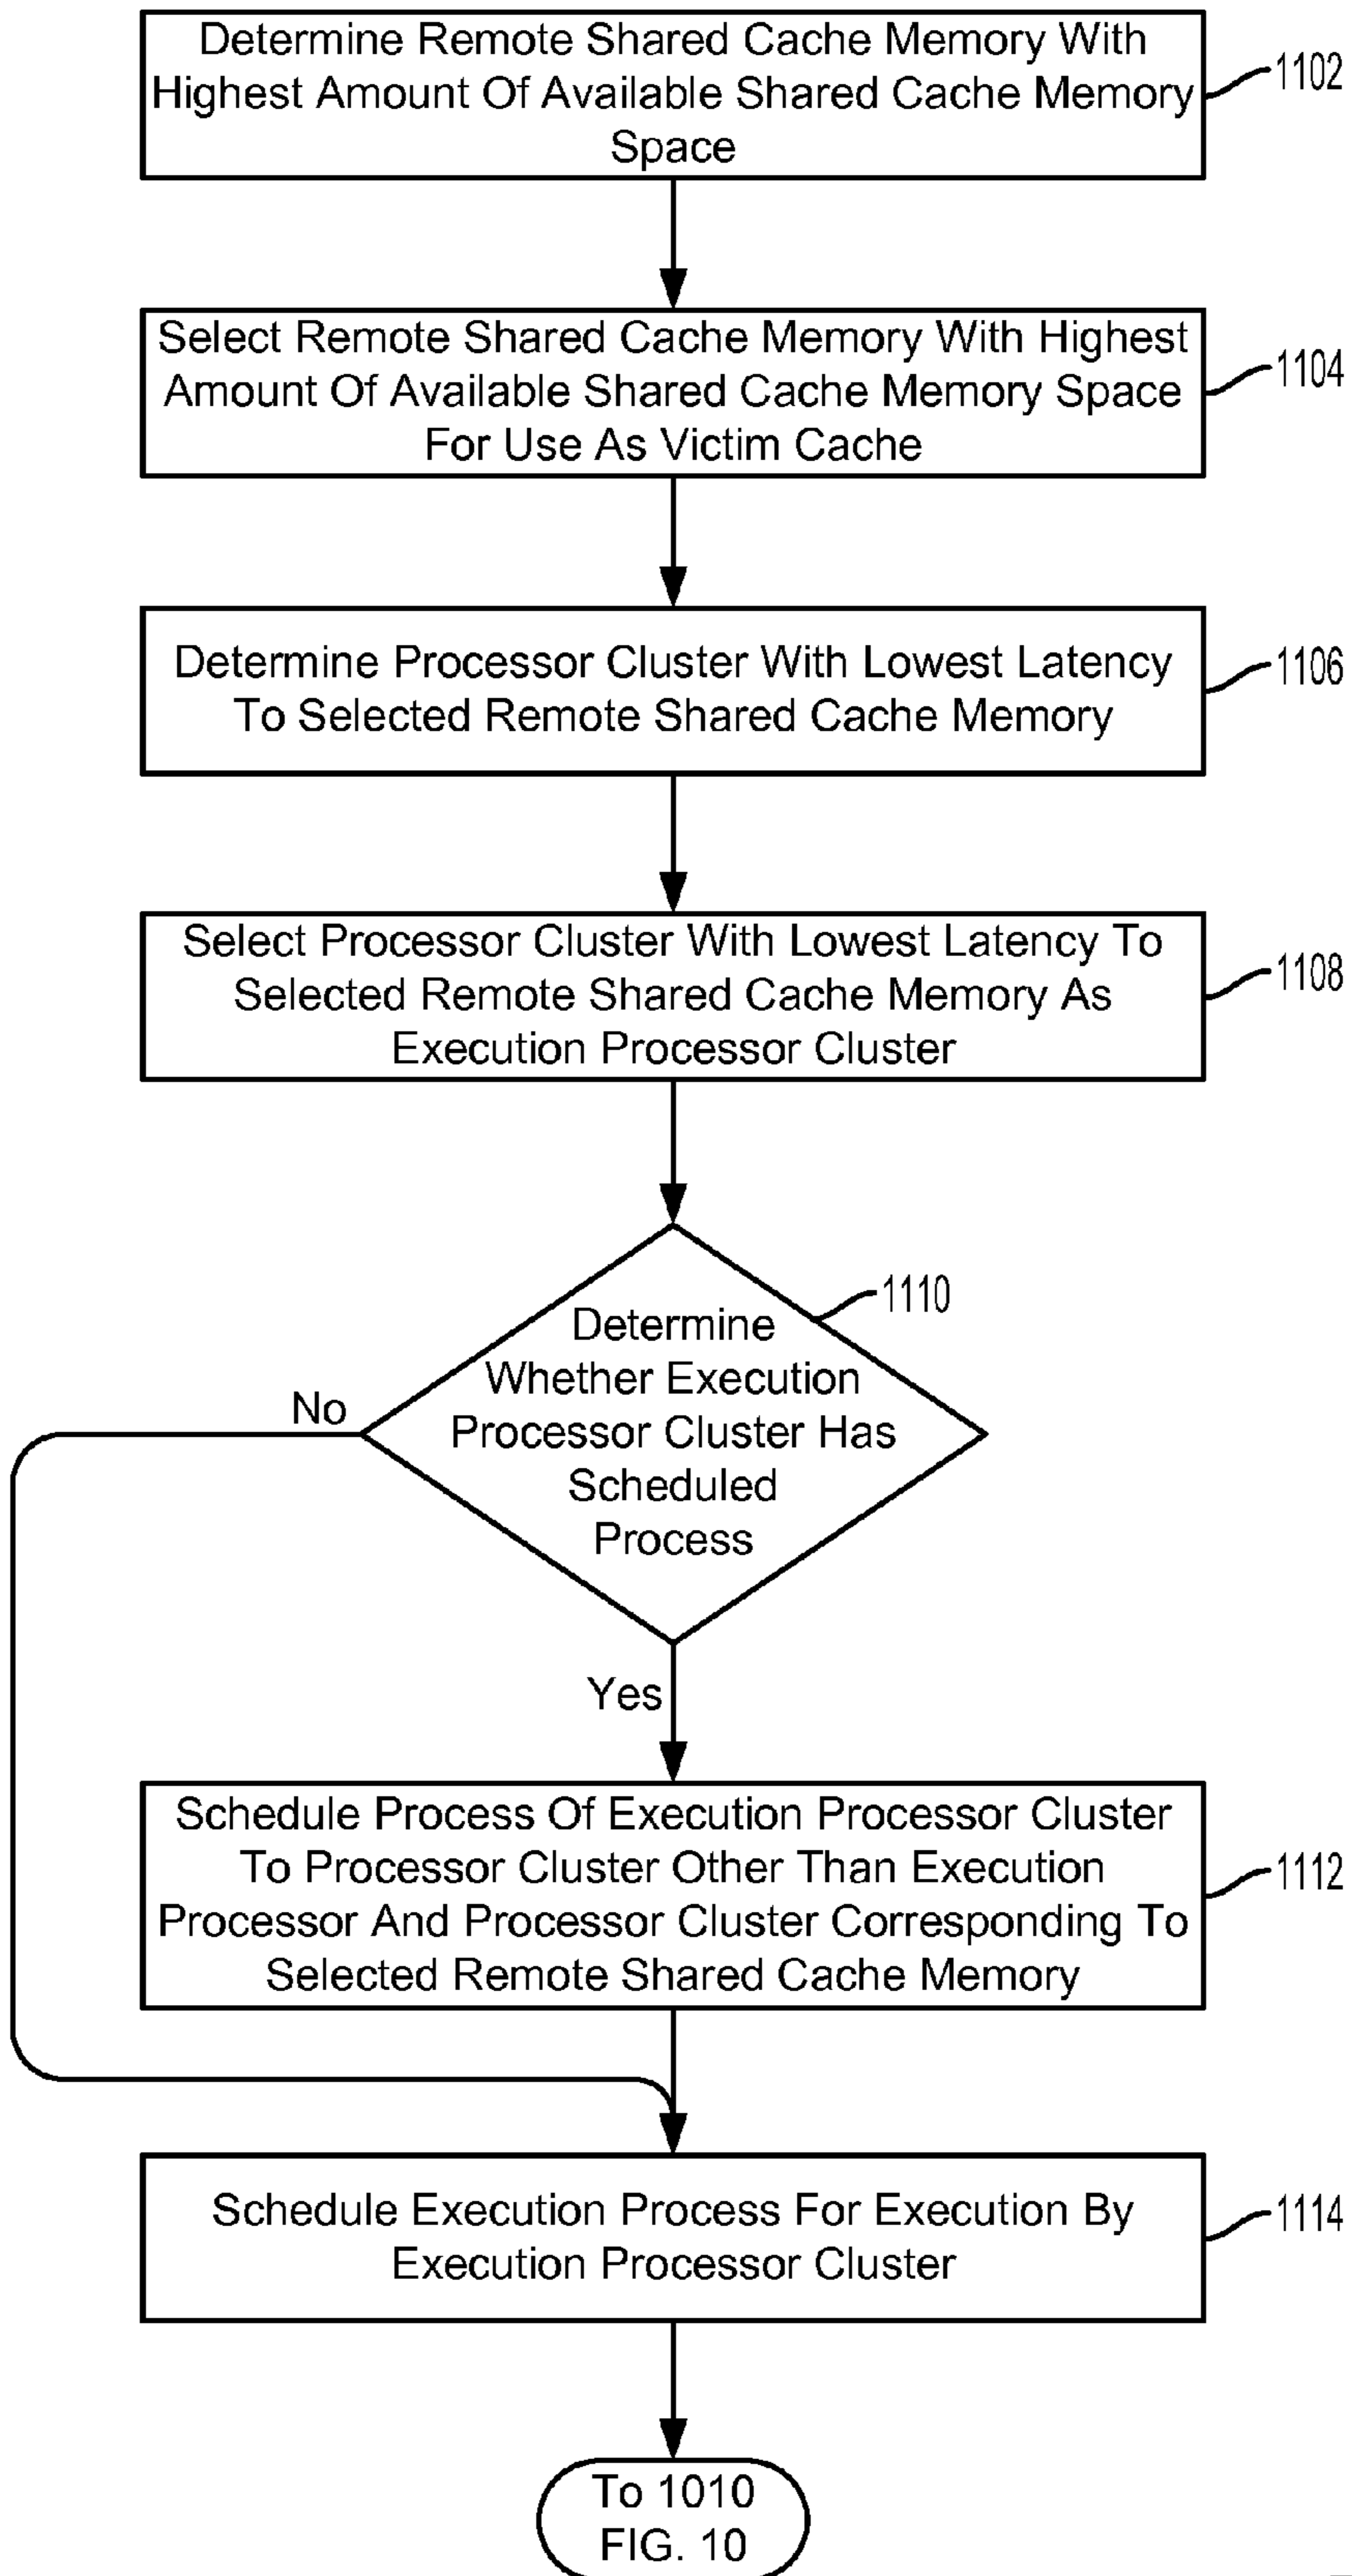 Determine Remote Shared Cache Memory With
Highest Amount Of Available Shared Cache Memory
Space
1102
Select Remote Shared Cache Memory With Highest
Amount Of Available Shared Cache Memory Space
For Use As Victim Cache
1104
Determine Processor Cluster With Lowest Latency
To Selected Remote Shared Cache Memory
1106
Select Processor Cluster With Lowest Latency To
Selected Remote Shared Cache Memory As
Execution Processor Cluster
1108
1110
Determine
Whether Execution
Processor Cluster Has
Scheduled
Process
No
Yes
Schedule Process Of Execution Processor Cluster
To Processor Cluster Other Than Execution
Processor And Processor Cluster Corresponding To
Selected Remote Shared Cache Memory
1112
Schedule Execution Process For Execution By
Execution Processor Cluster
1114
To 1010
FIG. 10